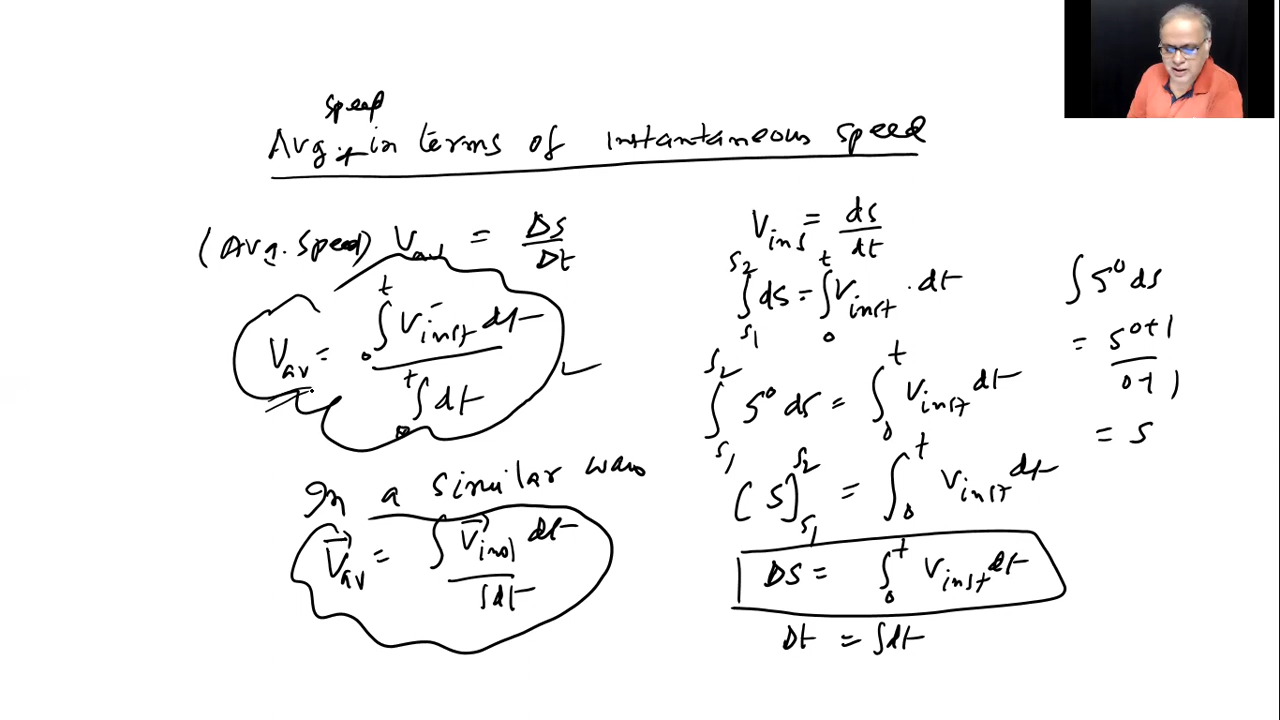 speed
Avg. in terms of instantaneous speed
(Avg. Speed) Vav = Δs/Δt
Vav = ∫₀ᵗ Vinst dt / ∫₀ᵗ dt
In a similar way
V⃗av = ∫ V⃗inst dt / ∫dt
Vins = ds/dt
∫ₛ₁ˢ² ds = ∫₀ᵗ Vinst · dt
∫ₛ₁ˢ² s⁰ ds = ∫₀ᵗ Vinst dt
[s]ₛ₁ˢ² = ∫₀ᵗ Vinst dt
Δs = ∫₀ᵗ Vinst dt
Δt = ∫dt
∫ s⁰ ds
= s⁰⁺¹/0+1
= s